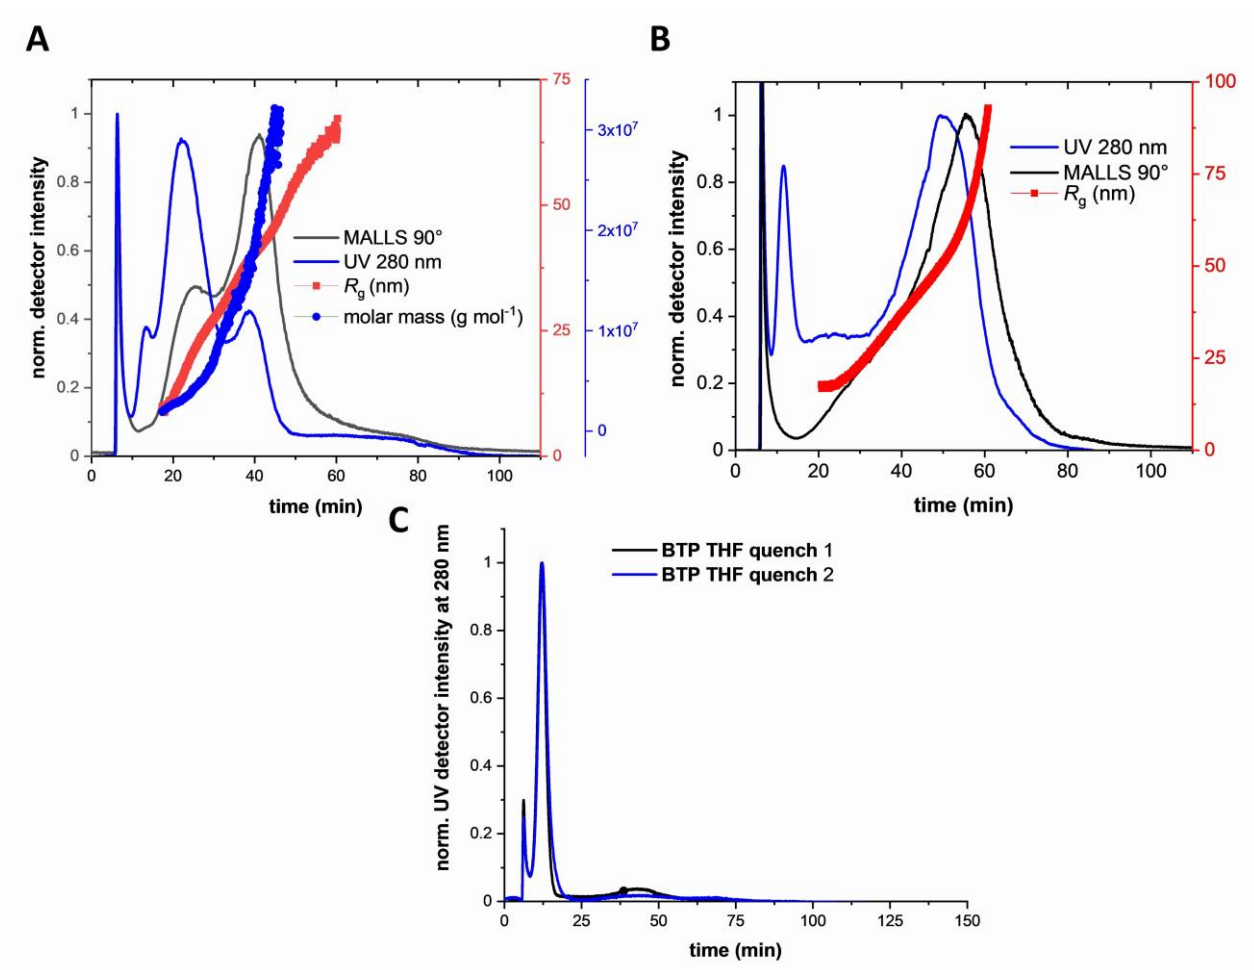 A
norm. detector intensity
1
0.8
0.6
0.4
0.2
0
0 20 40 60 80 100
time (min)
75
50
25
0
3x10⁷
2x10⁷
1x10⁷
0
MALLS 90°
UV 280 nm
Rg (nm)
molar mass (g mol⁻¹)
B
norm. detector intensity
1
0.8
0.6
0.4
0.2
0
0 20 40 60 80 100
time (min)
100
75
50
25
0
UV 280 nm
MALLS 90°
Rg (nm)
C
norm. UV detector intensity at 280 nm
1
0.8
0.6
0.4
0.2
0
0 25 50 75 100 125 150
time (min)
BTP THF quench 1
BTP THF quench 2